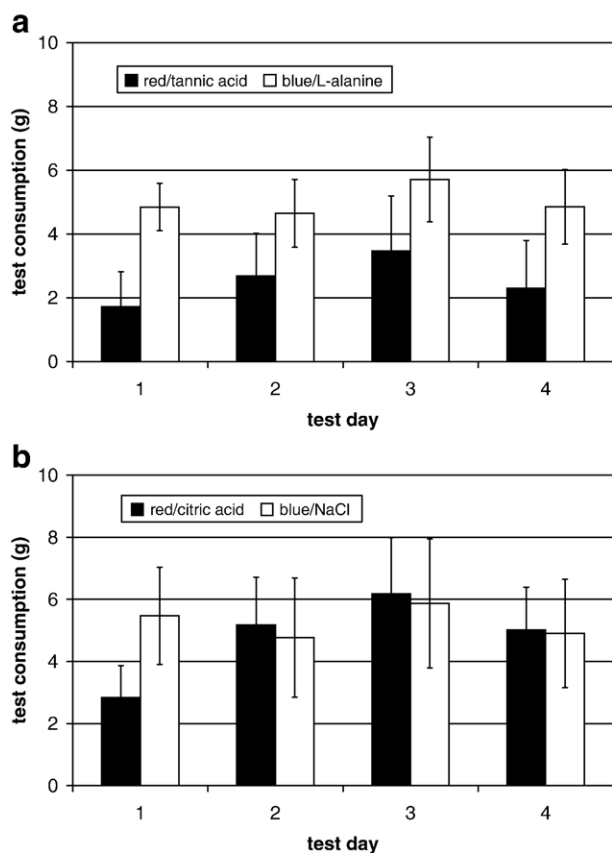 a
10
8
6
4
2
0
test consumption (g)
red/tannic acid blue/L-alanine
1 2 3 4
test day
b
10
8
6
4
2
0
test consumption (g)
red/citric acid blue/NaCl
1 2 3 4
test day